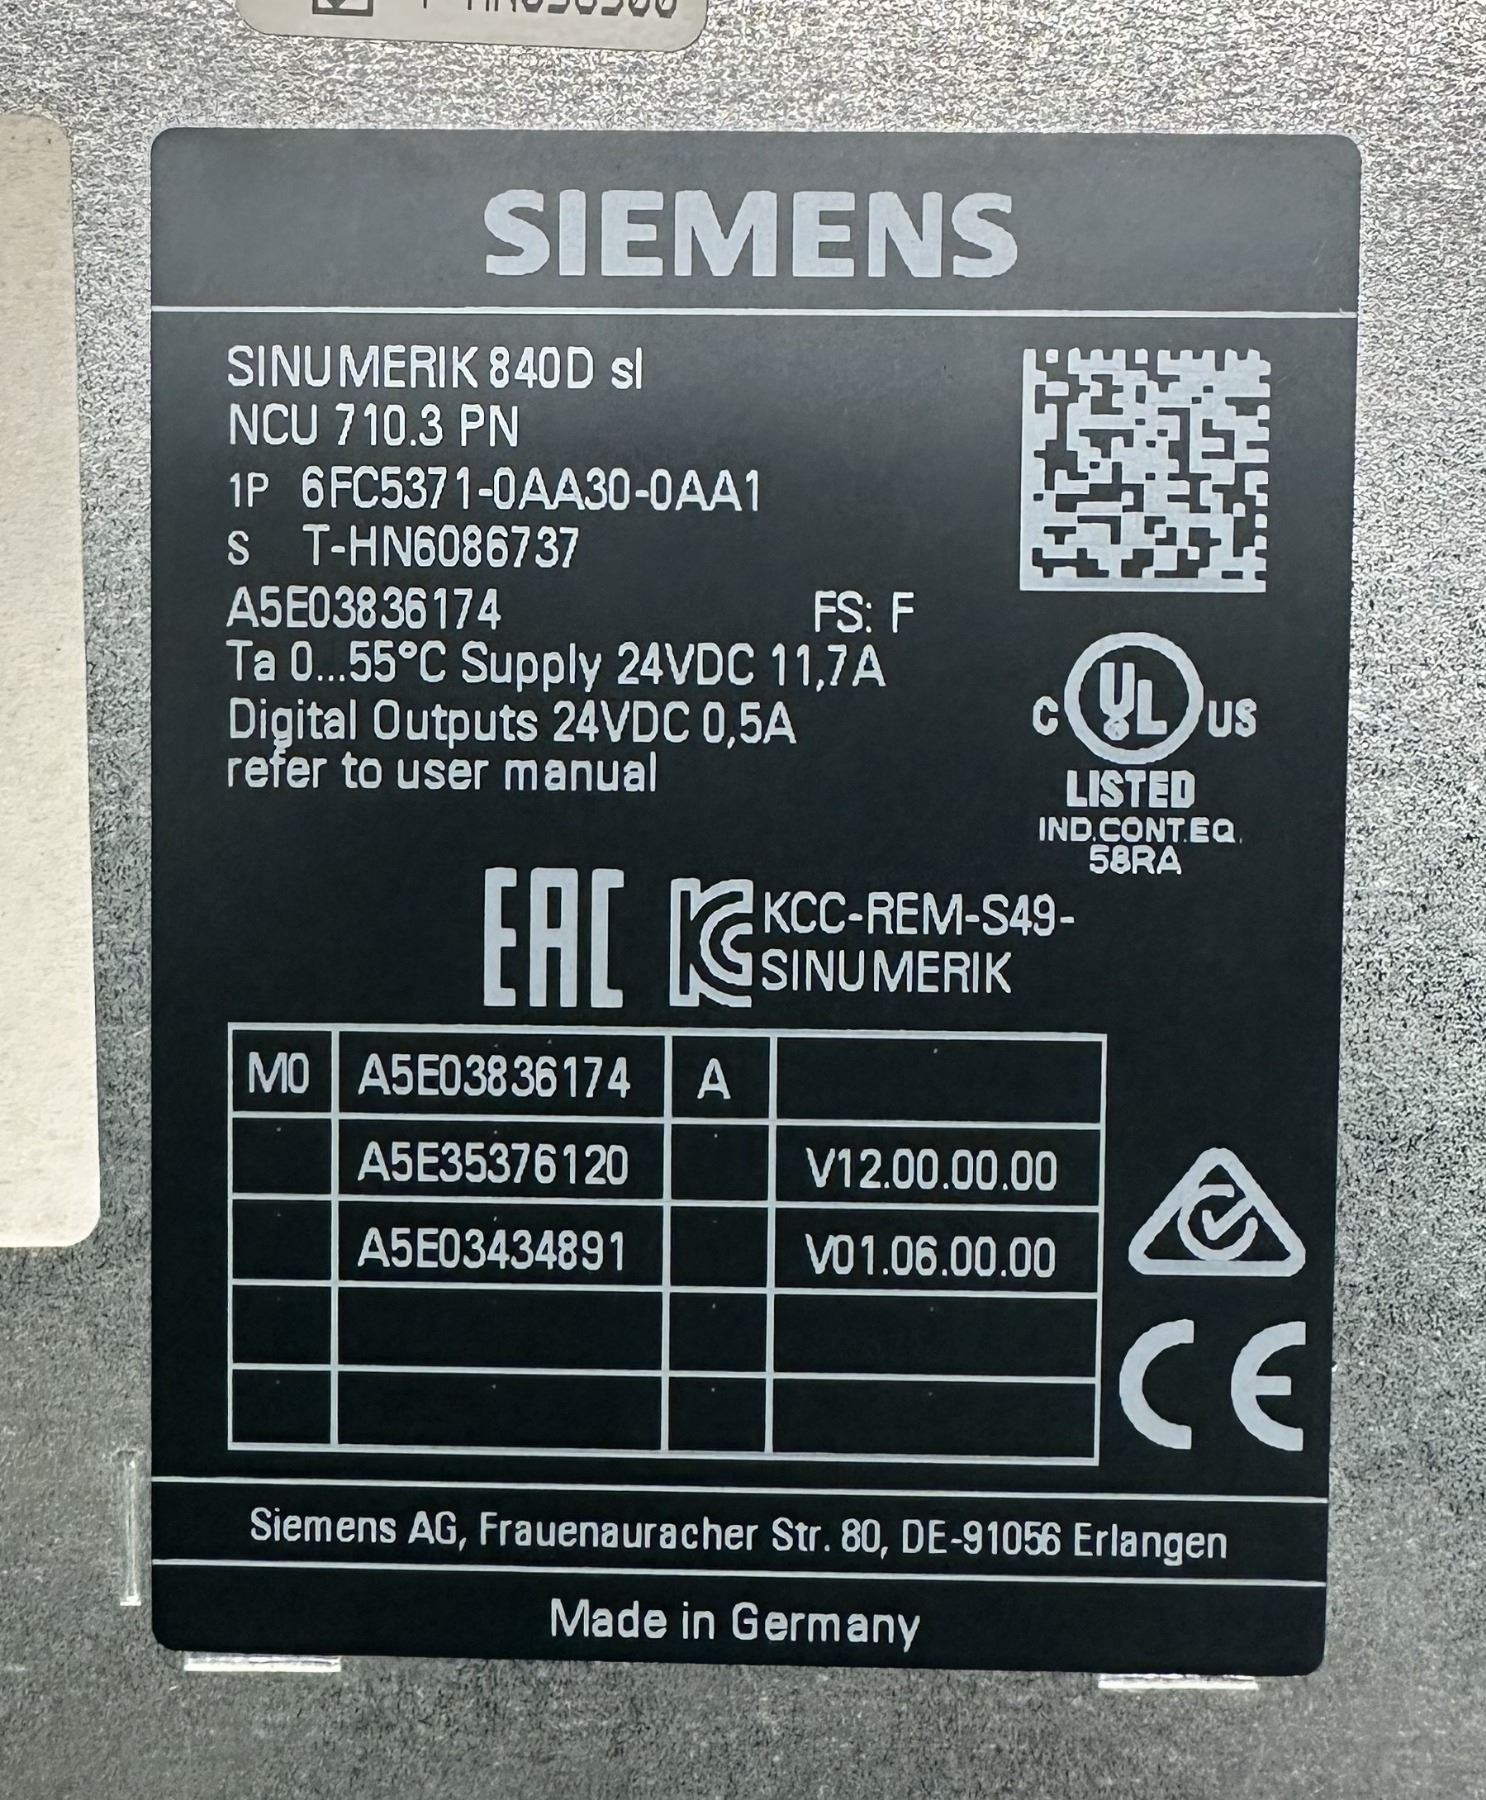 SIEMENS
SINUMERIK 840D sl
NCU 710.3 PN
1P 6FC5371-0AA30-0AA1
S T-HN6086737
A5E03836174 FS: F
Ta 0...55°C Supply 24VDC 11,7A
Digital Outputs 24VDC 0,5A
refer to user manual
C UL US
LISTED
IND.CONT.EQ.
58RA
EAC KC KCC-REM-S49-
SINUMERIK
M0 A5E03836174 A
A5E35376120 V12.00.00.00
A5E03434891 V01.06.00.00
CE
Siemens AG, Frauenauracher Str. 80, DE-91056 Erlangen
Made in Germany